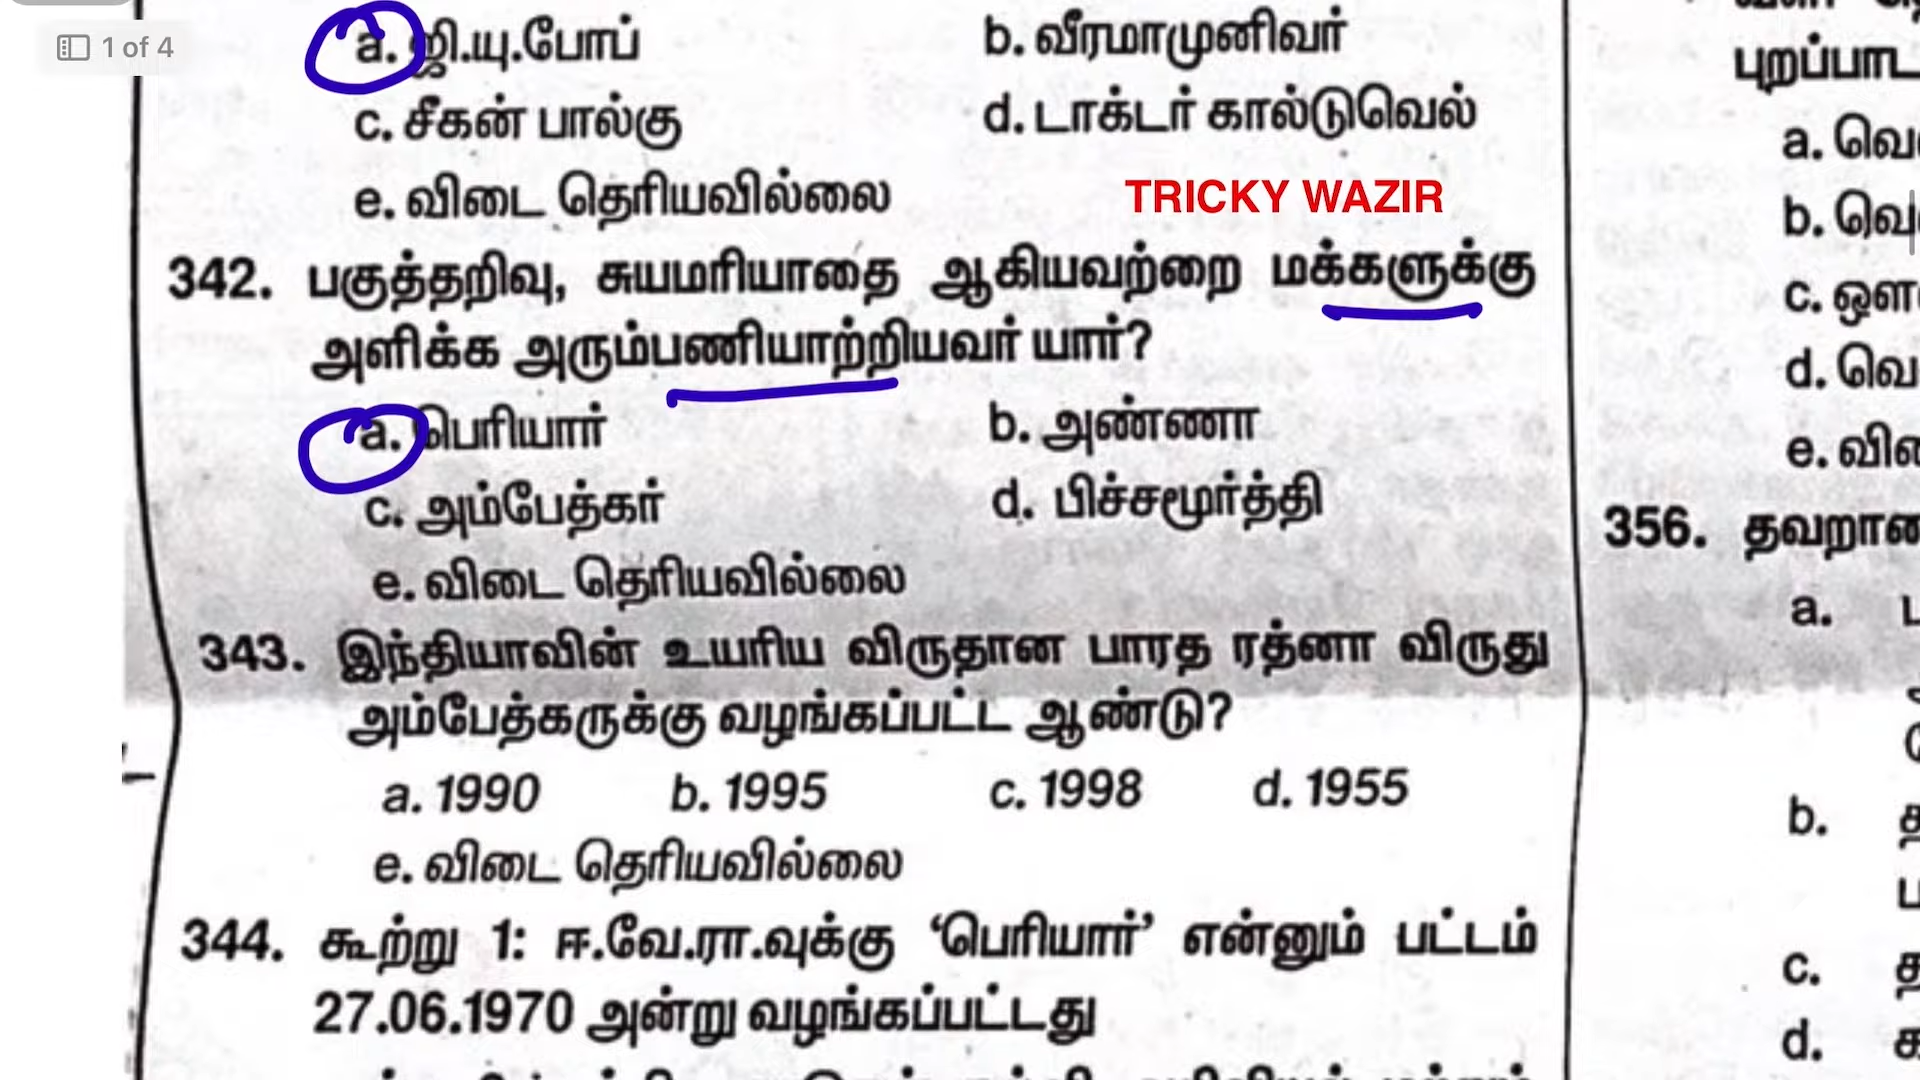 1 of 4
a. ஜி.யு.போப்
b. வீரமாமுனிவர்
c. சீகன் பால்கு
d. டாக்டர் கால்டுவெல்
e. விடை தெரியவில்லை
TRICKY WAZIR
342. பகுத்தறிவு, சுயமரியாதை ஆகியவற்றை மக்களுக்கு
அளிக்க அரும்பணியாற்றியவர் யார்?
a. பெரியார்
b. அண்ணா
c. அம்பேத்கர்
d. பிச்சமூர்த்தி
e. விடை தெரியவில்லை
343. இந்தியாவின் உயரிய விருதான பாரத ரத்னா விருது
அம்பேத்கருக்கு வழங்கப்பட்ட ஆண்டு?
a. 1990 b. 1995 c. 1998 d. 1955
e. விடை தெரியவில்லை
344. கூற்று 1: ஈ.வே.ரா.வுக்கு ‘பெரியார்’ என்னும் பட்டம்
27.06.1970 அன்று வழங்கப்பட்டது
a.
b.
c.
d.
e.
356.
a.
b.
c.
d.